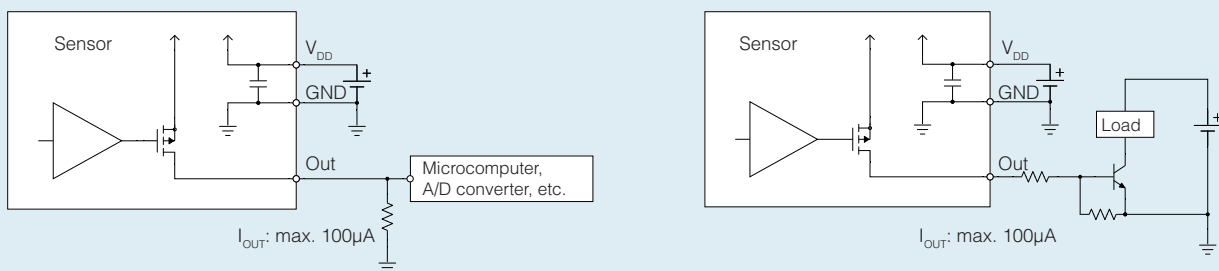 Sensor
V_DD
+
GND
Out
Microcomputer,
A/D converter, etc.
I_OUT: max. 100µA
Sensor
V_DD
+
GND
Load
+
Out
I_OUT: max. 100µA